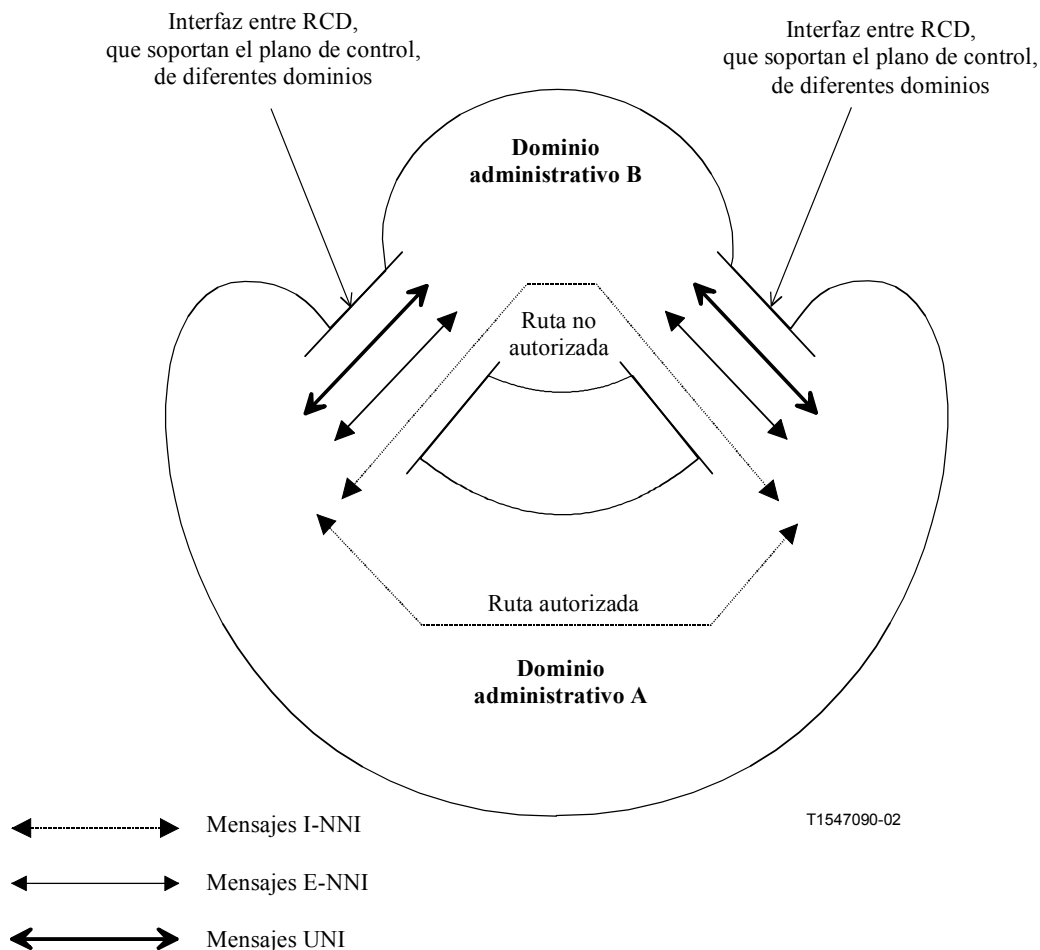 Interfaz entre RCD,
que soportan el plano de control,
de diferentes dominios
Interfaz entre RCD,
que soportan el plano de control,
de diferentes dominios
Dominio
administrativo B
Ruta no
autorizada
Ruta autorizada
Dominio
administrativo A
T1547090-02
Mensajes I-NNI
Mensajes E-NNI
Mensajes UNI